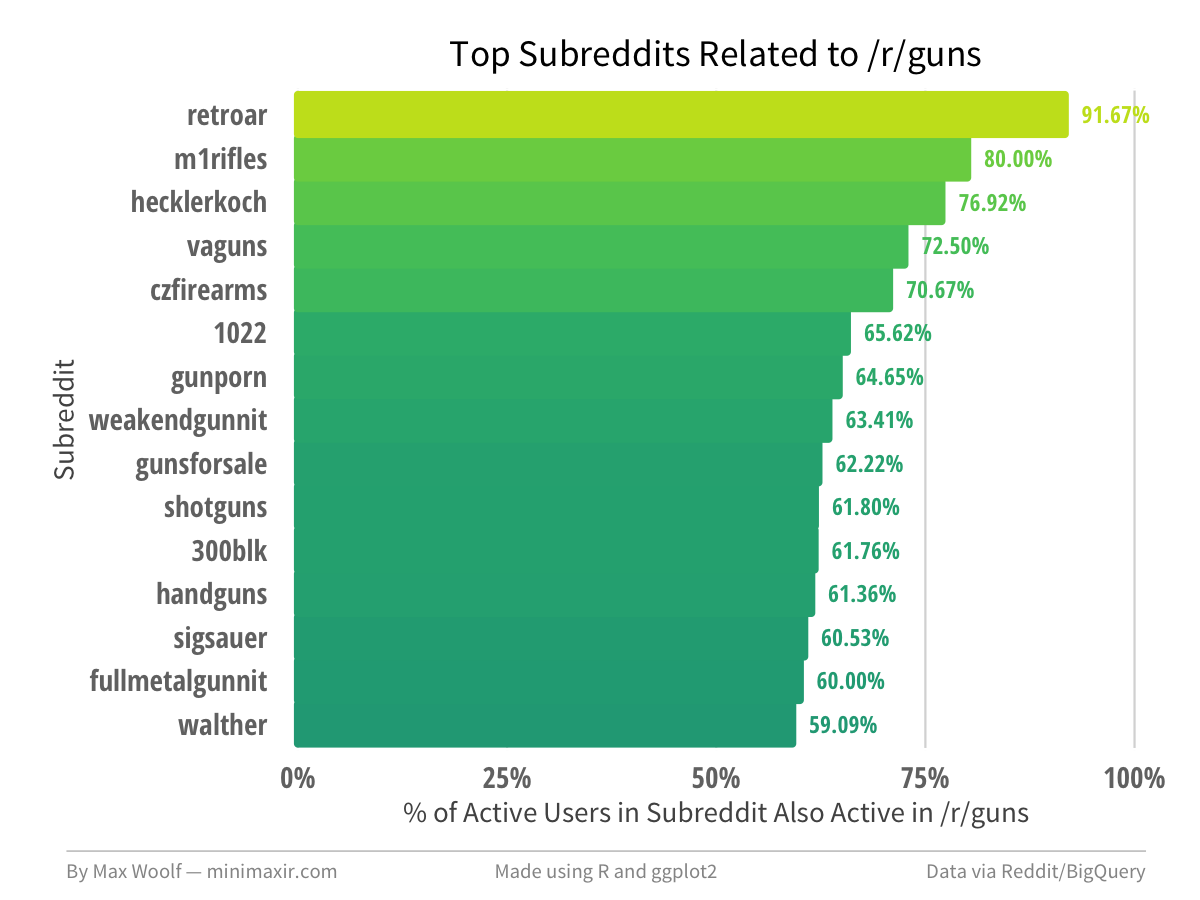 Top Subreddits Related to /r/guns
retroar 91.67%
m1rifles 80.00%
hecklerkoch 76.92%
vaguns 72.50%
czfirearms 70.67%
1022 65.62%
gunporn 64.65%
weakendgunnit 63.41%
gunsforsale 62.22%
shotguns 61.80%
300blk 61.76%
handguns 61.36%
sigsauer 60.53%
fullmetalgunnit 60.00%
walther 59.09%
Subreddit
0% 25% 50% 75% 100%
% of Active Users in Subreddit Also Active in /r/guns
By Max Woolf — minimaxir.com Made using R and ggplot2 Data via Reddit/BigQuery